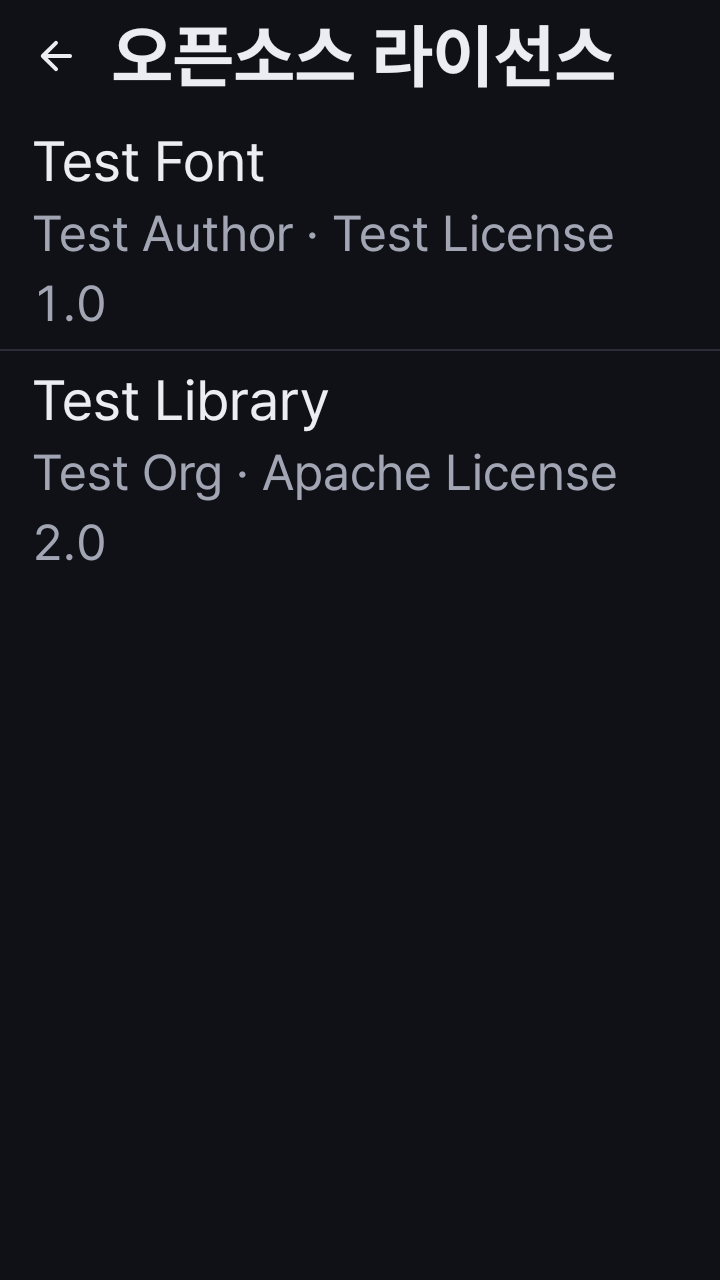 오픈소스 라이선스
Test Font
Test Author · Test License
1.0
Test Library
Test Org · Apache License
2.0